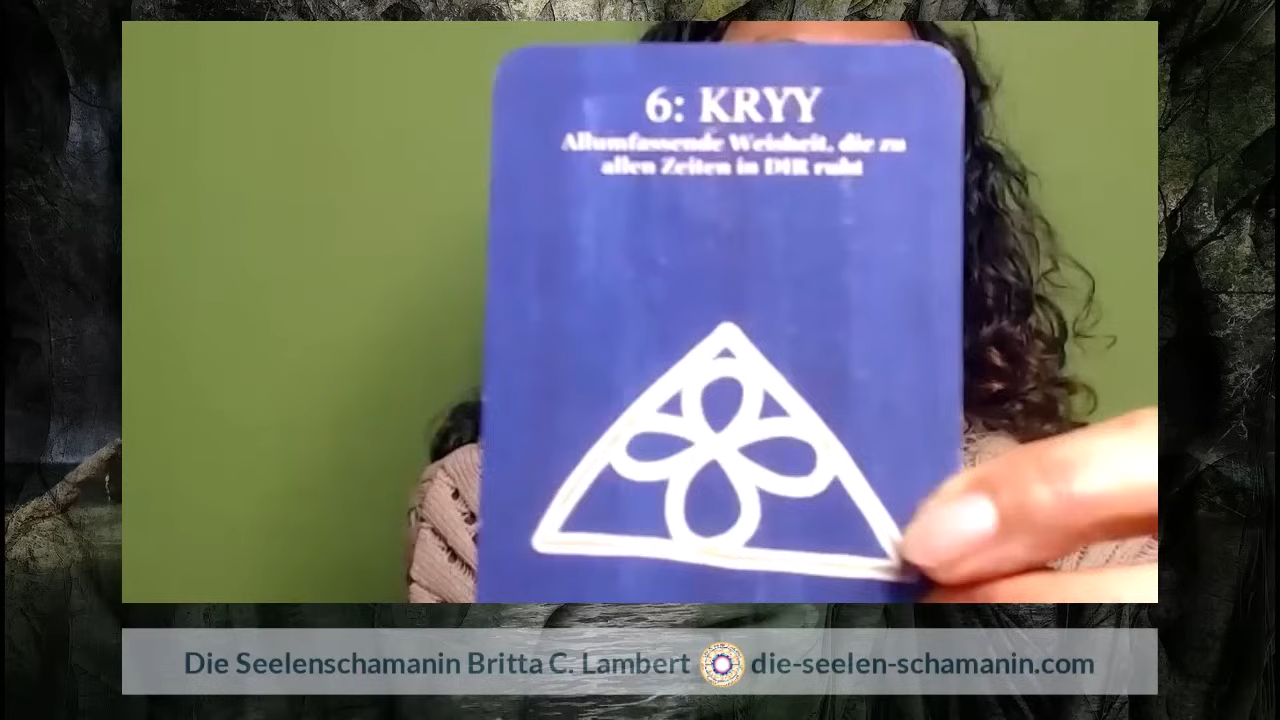 6: KRYY
Allumfassende Weisheit, die zu
allen Zeiten in DIR ruht
Die Seelenschamanin Britta C. Lambert die-seelen-schamanin.com